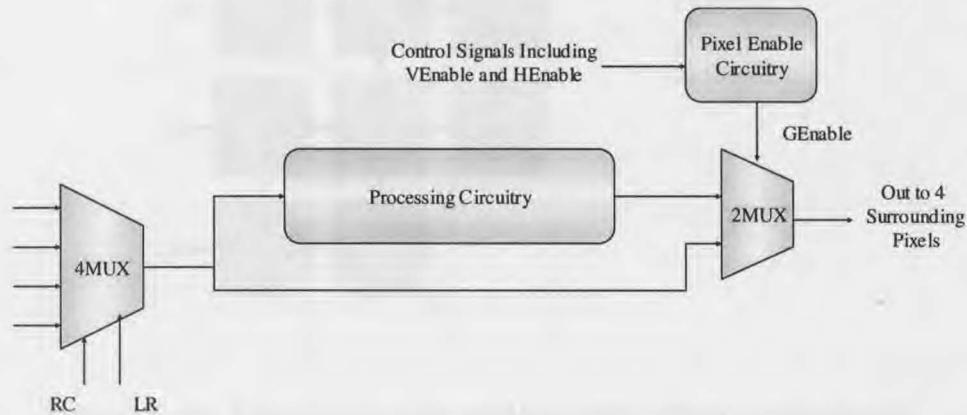 Control Signals Including
VEnable and HEnable
Pixel Enable
Circuitry
GEnable
Processing Circuitry
4MUX
2MUX
Out to 4
Surrounding
Pixels
RC
LR